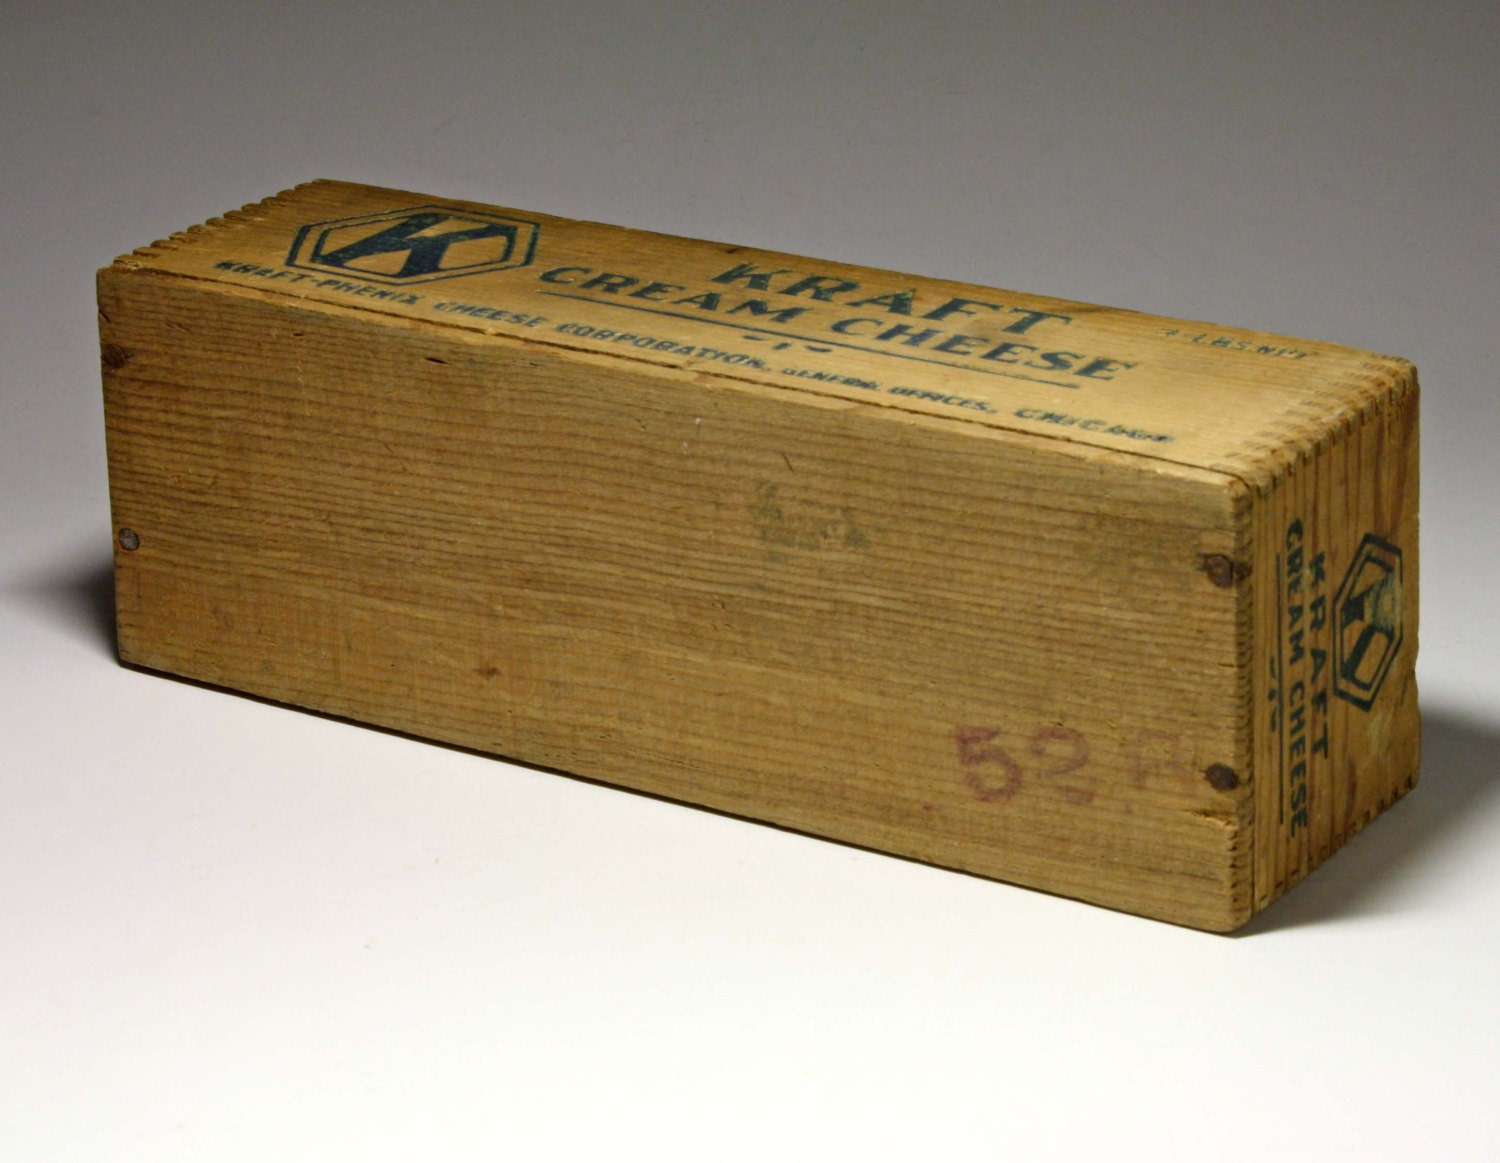 K
KRAFT
CREAM CHEESE
LBS. NET
KRAFT-PHENIX CHEESE CORPORATION, GENERAL OFFICES, CHICAGO
52
K
KRAFT
CREAM CHEESE